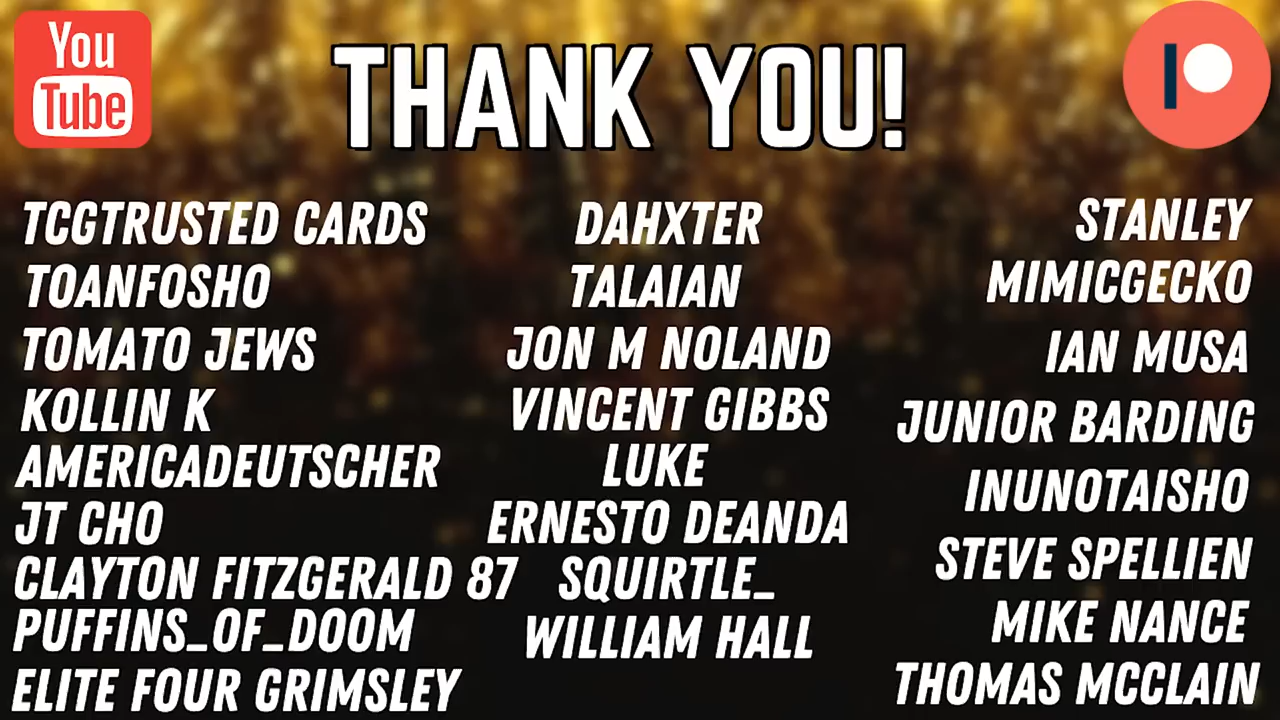 You
Tube
THANK YOU!
TCGTRUSTED CARDS
TOANFOSHO
TOMATO JEWS
KOLLIN K
AMERICADEUTSCHER
JT CHO
CLAYTON FITZGERALD 87
PUFFINS_OF_DOOM
ELITE FOUR GRIMSLEY
DAHXTER
TALAIAN
JON M NOLAND
VINCENT GIBBS
LUKE
ERNESTO DEANDA
SQUIRTLE_
WILLIAM HALL
STANLEY
MIMICGECKO
IAN MUSA
JUNIOR BARDING
INUNOTAISHO
STEVE SPELLIEN
MIKE NANCE
THOMAS MCCLAIN